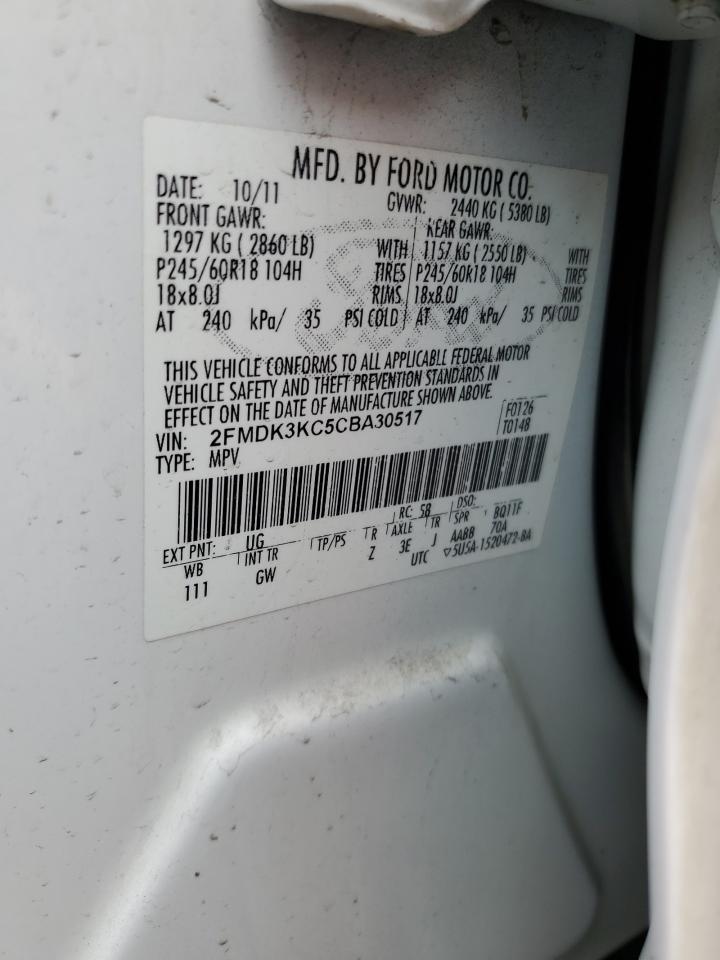 MFD. BY FORD MOTOR CO.
DATE: 10/11 GVWR: 2440 KG ( 5380 LB)
FRONT GAWR: REAR GAWR:
1297 KG ( 2860 LB) WITH 1157 KG ( 2550 LB) WITH
P245/60R18 104H TIRES P245/60R18 104H TIRES
18x8.0J RIMS 18x8.0J RIMS
AT 240 kPa/ 35 PSI COLD AT 240 kPa/ 35 PSI COLD
THIS VEHICLE CONFORMS TO ALL APPLICABLE FEDERAL MOTOR
VEHICLE SAFETY AND THEFT PREVENTION STANDARDS IN
EFFECT ON THE DATE OF MANUFACTURE SHOWN ABOVE.
VIN: 2FMDK3KC5CBA30517 F0126
TYPE: MPV T0148
EXT PNT: UG RC: 58 DSO:
WB INT TR TP/PS R AXLE TR SPR BQ11F
111 GW Z 3E J AABB 70A
UTC ▽5U5A-1520472-BA